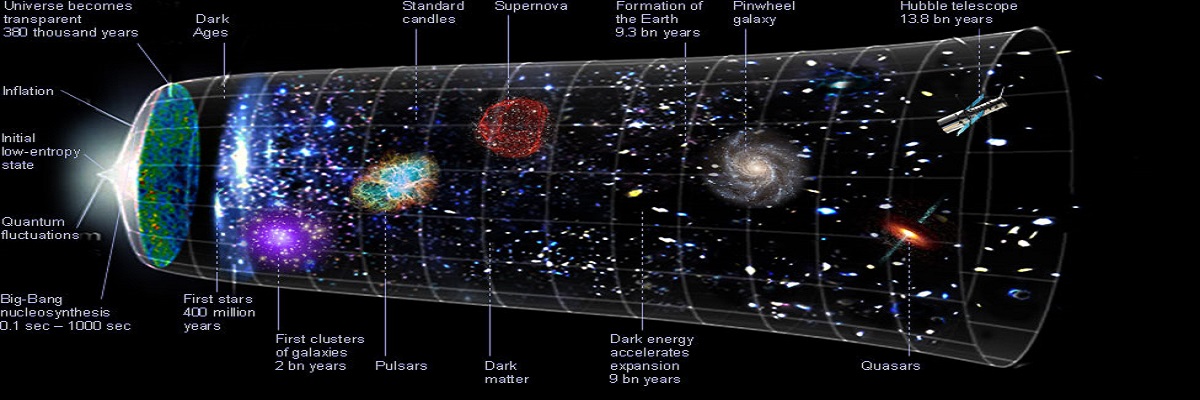 Universe becomes
transparent
380 thousand years
Dark
Ages
Standard
candles
Supernova
Formation of
the Earth
9.3 bn years
Pinwheel
galaxy
Hubble telescope
13.8 bn years
Inflation
Initial
low-entropy
state
Quantum
fluctuations
Big-Bang
nucleosynthesis
0.1 sec – 1000 sec
First stars
400 million
years
First clusters
of galaxies
2 bn years
Pulsars
Dark
matter
Dark energy
accelerates
expansion
9 bn years
Quasars